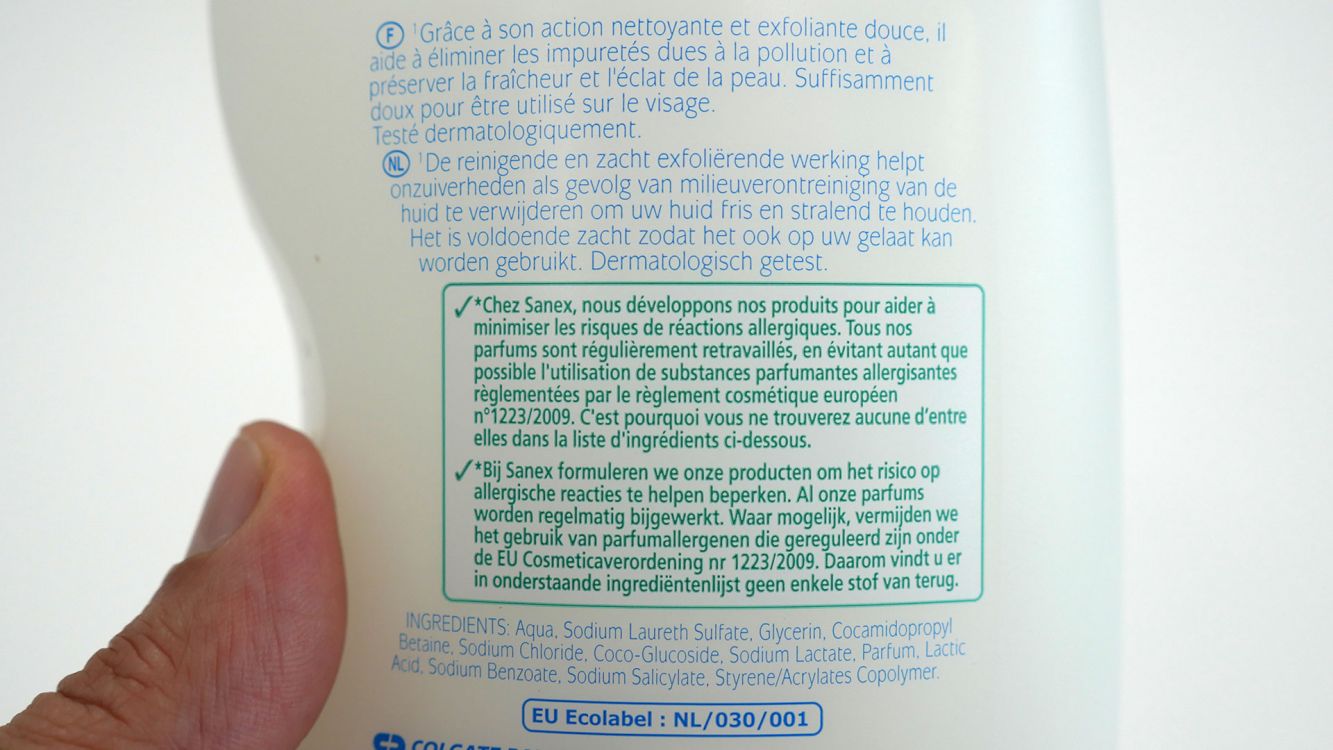 F ¹Grâce à son action nettoyante et exfoliante douce, il
aide à éliminer les impuretés dues à la pollution et à
préserver la fraîcheur et l'éclat de la peau. Suffisamment
doux pour être utilisé sur le visage.
Testé dermatologiquement.
NL ¹De reinigende en zacht exfoliërende werking helpt
onzuiverheden als gevolg van milieuverontreiniging van de
huid te verwijderen om uw huid fris en stralend te houden.
Het is voldoende zacht zodat het ook op uw gelaat kan
worden gebruikt. Dermatologisch getest.
✓*Chez Sanex, nous développons nos produits pour aider à
minimiser les risques de réactions allergiques. Tous nos
parfums sont régulièrement retravaillés, en évitant autant que
possible l'utilisation de substances parfumantes allergisantes
règlementées par le règlement cosmétique européen
n°1223/2009. C'est pourquoi vous ne trouverez aucune d'entre
elles dans la liste d'ingrédients ci-dessous.
✓*Bij Sanex formuleren we onze producten om het risico op
allergische reacties te helpen beperken. Al onze parfums
worden regelmatig bijgewerkt. Waar mogelijk, vermijden we
het gebruik van parfumallergenen die gereguleerd zijn onder
de EU Cosmeticaverordening nr 1223/2009. Daarom vindt u er
in onderstaande ingrediëntenlijst geen enkele stof van terug.
INGREDIENTS: Aqua, Sodium Laureth Sulfate, Glycerin, Cocamidopropyl
Betaine, Sodium Chloride, Coco-Glucoside, Sodium Lactate, Parfum, Lactic
Acid, Sodium Benzoate, Sodium Salicylate, Styrene/Acrylates Copolymer.
EU Ecolabel : NL/030/001
COLGATE